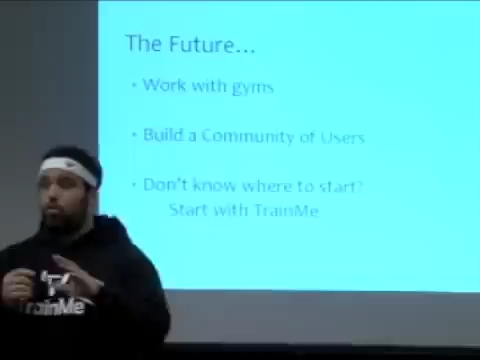 The Future...
• Work with gyms
• Build a Community of Users
• Don't know where to start?
Start with TrainMe
TrainMe